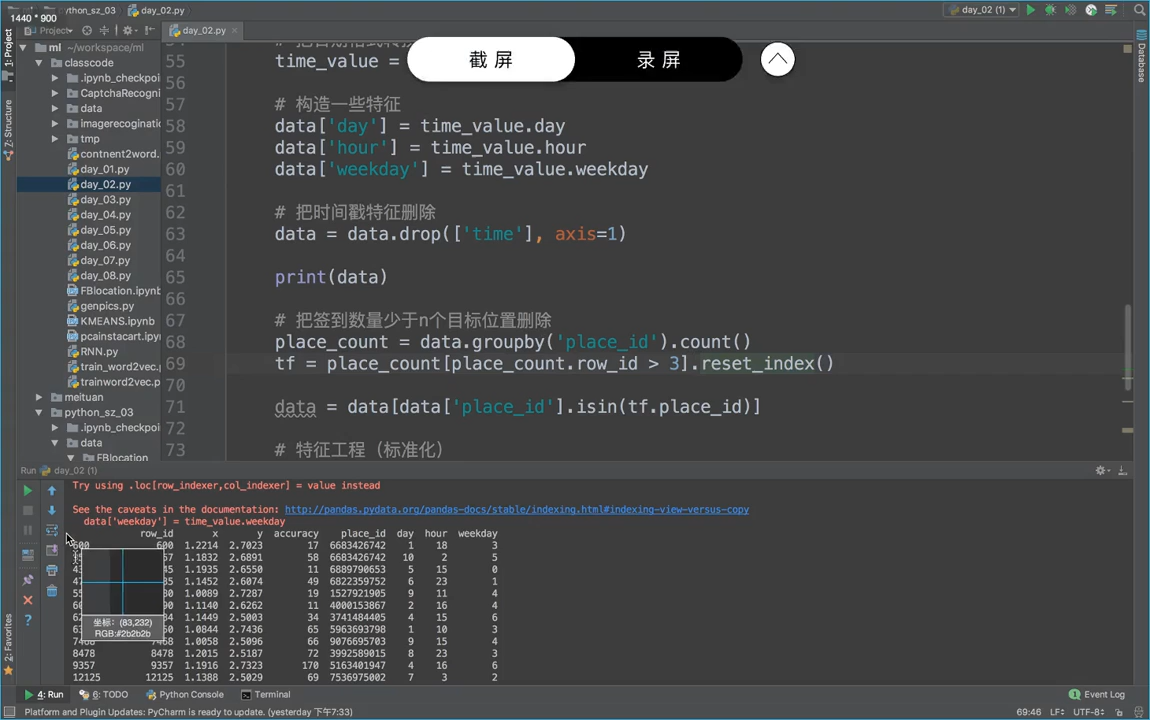 1440 * 900
python_sz_03
day_02.py
day_02 (1)
Project
day_02.py
截屏
录屏
1: Project
Z: Structure
2: Favorites
Database
ml ~/workspace/ml
classcode
.ipynb_checkpoi
CaptchaRecogni
data
imagerecoginatio
tmp
contnent2word.
day_01.py
day_02.py
day_03.py
day_04.py
day_05.py
day_06.py
day_07.py
day_08.py
FBlocation.ipynb
genpics.py
KMEANS.ipynb
pcainstacart.ipy
RNN.py
train_word2vec.p
trainword2vec.p
meituan
python_sz_03
.ipynb_checkpoi
data
FBlocation
55 time_value =
56
57 # 构造一些特征
58 data['day'] = time_value.day
59 data['hour'] = time_value.hour
60 data['weekday'] = time_value.weekday
61
62 # 把时间戳特征删除
63 data = data.drop(['time'], axis=1)
64
65 print(data)
66
67 # 把签到数量少于n个目标位置删除
68 place_count = data.groupby('place_id').count()
69 tf = place_count[place_count.row_id > 3].reset_index()
70
71 data = data[data['place_id'].isin(tf.place_id)]
72
73 # 特征工程（标准化）
Run day_02 (1)
Try using .loc[row_indexer,col_indexer] = value instead
See the caveats in the documentation: http://pandas.pydata.org/pandas-docs/stable/indexing.html#indexing-view-versus-copy
data['weekday'] = time_value.weekday
row_id x y accuracy place_id day hour weekday
600 600 1.2214 2.7023 17 6683426742 1 18 3
1.1832 2.6891 58 6683426742 10 2 5
1.1935 2.6550 11 6889790653 5 15 0
1.1452 2.6074 49 6822359752 6 23 1
1.0089 2.7287 19 1527921905 9 11 4
1.1140 2.6262 11 4000153867 2 16 4
1.1449 2.5003 34 3741484405 4 15 6
1.0844 2.7436 65 5963693798 1 10 3
1.0058 2.5096 66 9076695703 9 15 4
8478 8478 1.2015 2.5187 72 3992589015 8 23 3
9357 9357 1.1916 2.7323 170 5163401947 4 16 6
12125 12125 1.1388 2.5029 69 7536975002 7 3 2
坐标: (83,232)
RGB:#2b2b2b
4: Run
6: TODO
Python Console
Terminal
Event Log
Platform and Plugin Updates: PyCharm is ready to update. (yesterday 下午7:33)
69:46
LF÷
UTF-8÷